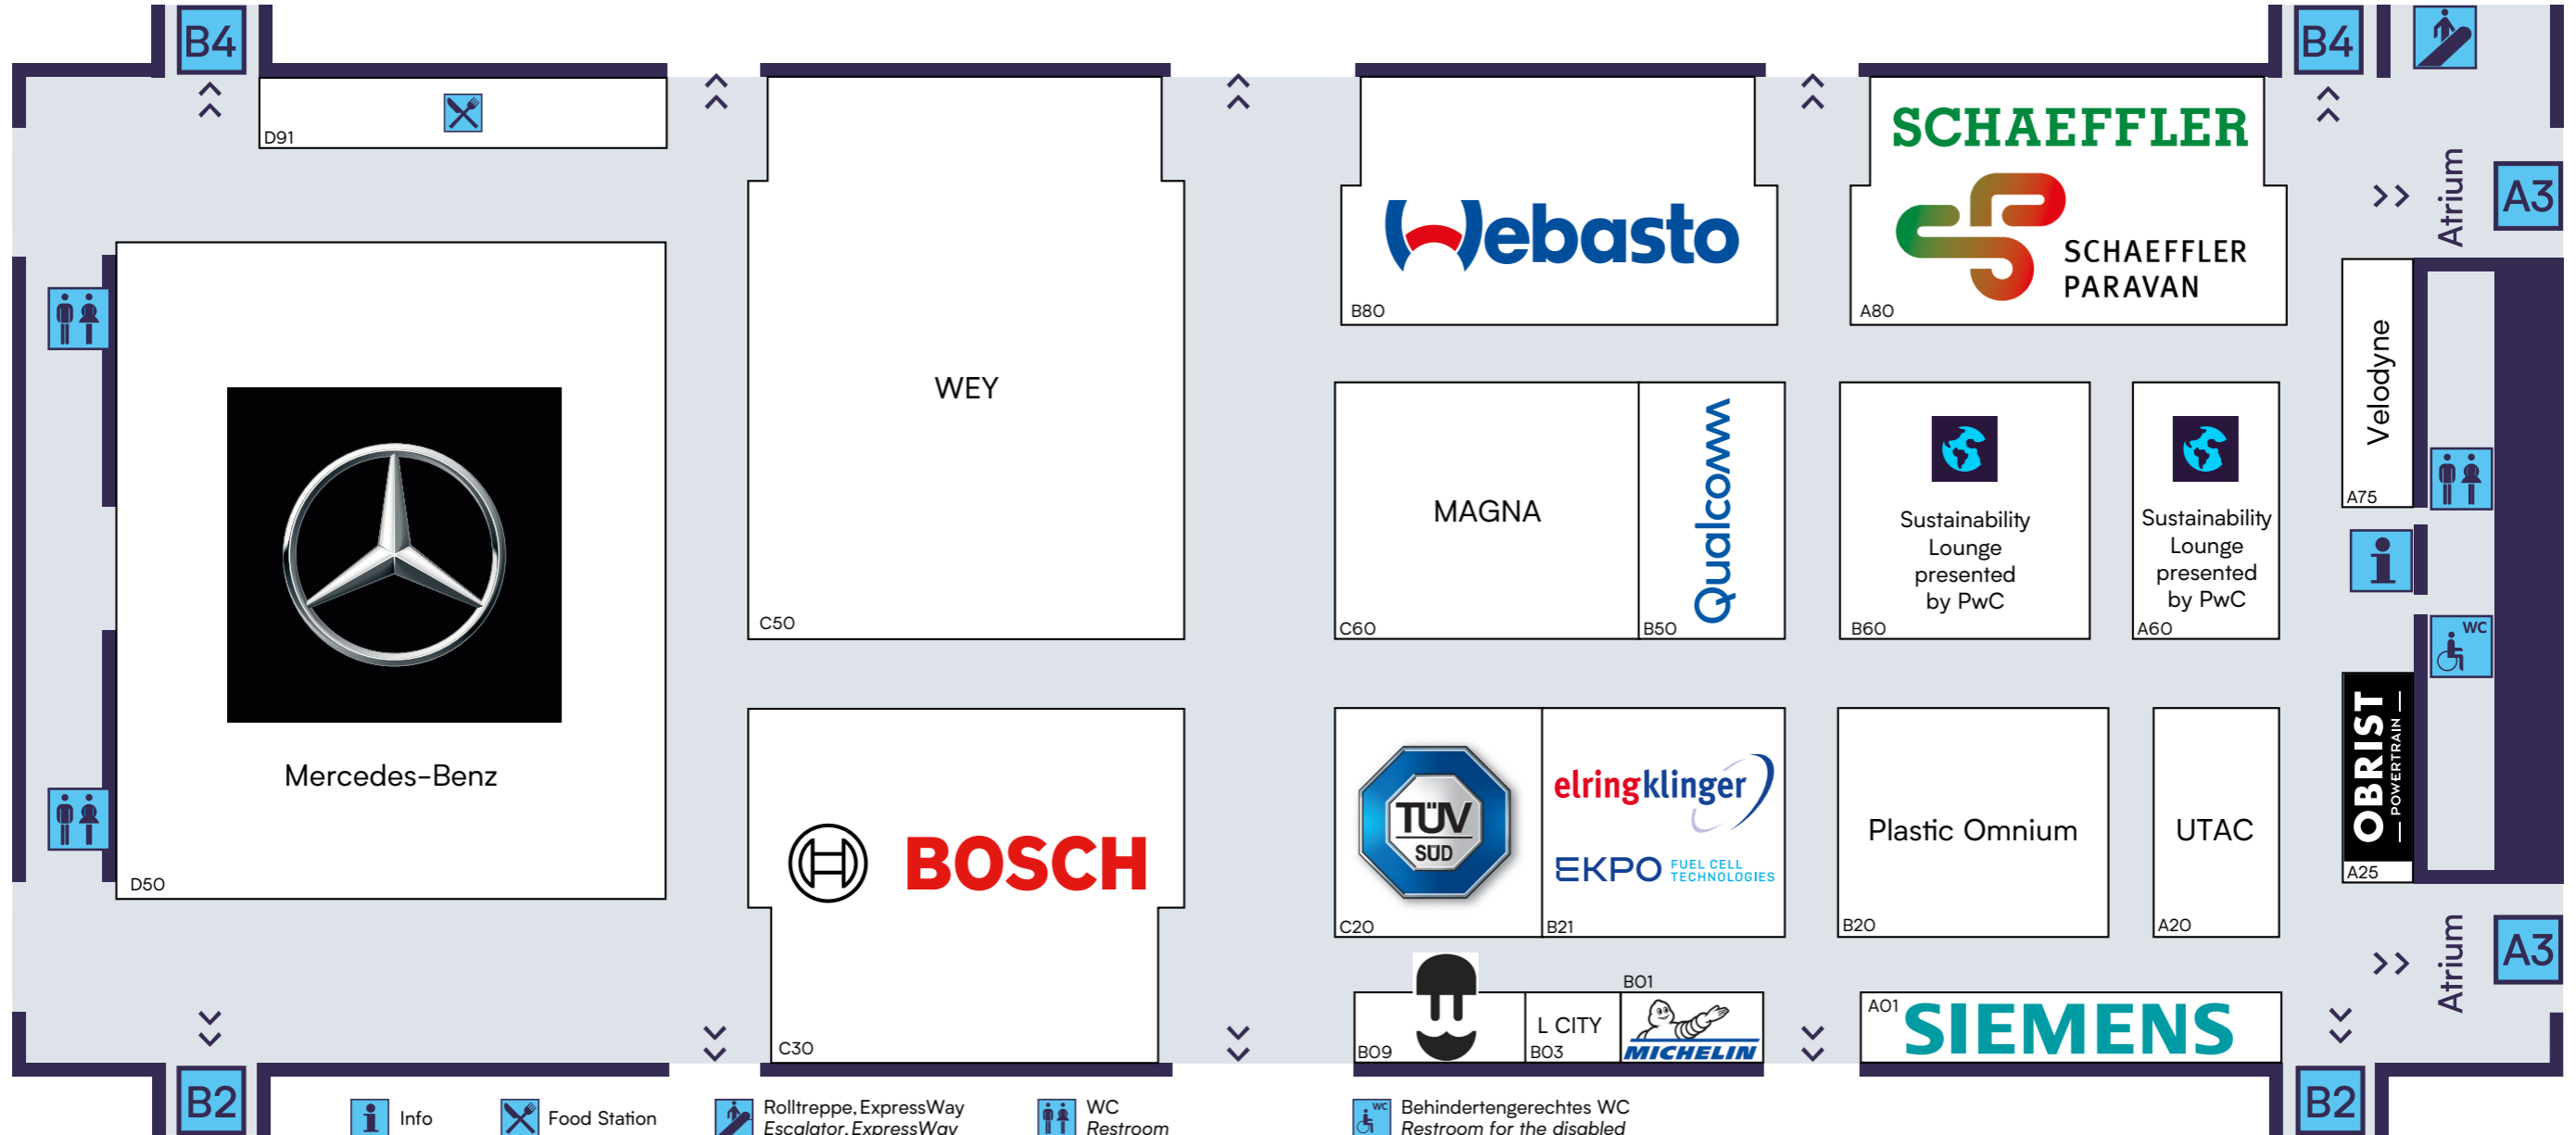 B4
B4
D91
SCHAEFFLER
Webasto
SCHAEFFLER
PARAVAN
B80
A80
Atrium
A3
WEY
C50
Mercedes-Benz
D50
MAGNA
C60
Qualcomm
B50
Sustainability
Lounge
presented
by PwC
B60
Sustainability
Lounge
presented
by PwC
A60
Velodyne
A75
WC
BOSCH
C30
TÜV
SÜD
C20
elringklinger
EKPO FUEL CELL
TECHNOLOGIES
B21
Plastic Omnium
B20
UTAC
A20
OBRIST
POWERTRAIN
A25
Atrium
A3
B09
L CITY
B03
B01
MICHELIN
A01
SIEMENS
B2
B2
Info
Food Station
Rolltreppe, ExpressWay
Escalator, ExpressWay
WC
Restroom
WC
Behindertengerechtes WC
Restroom for the disabled